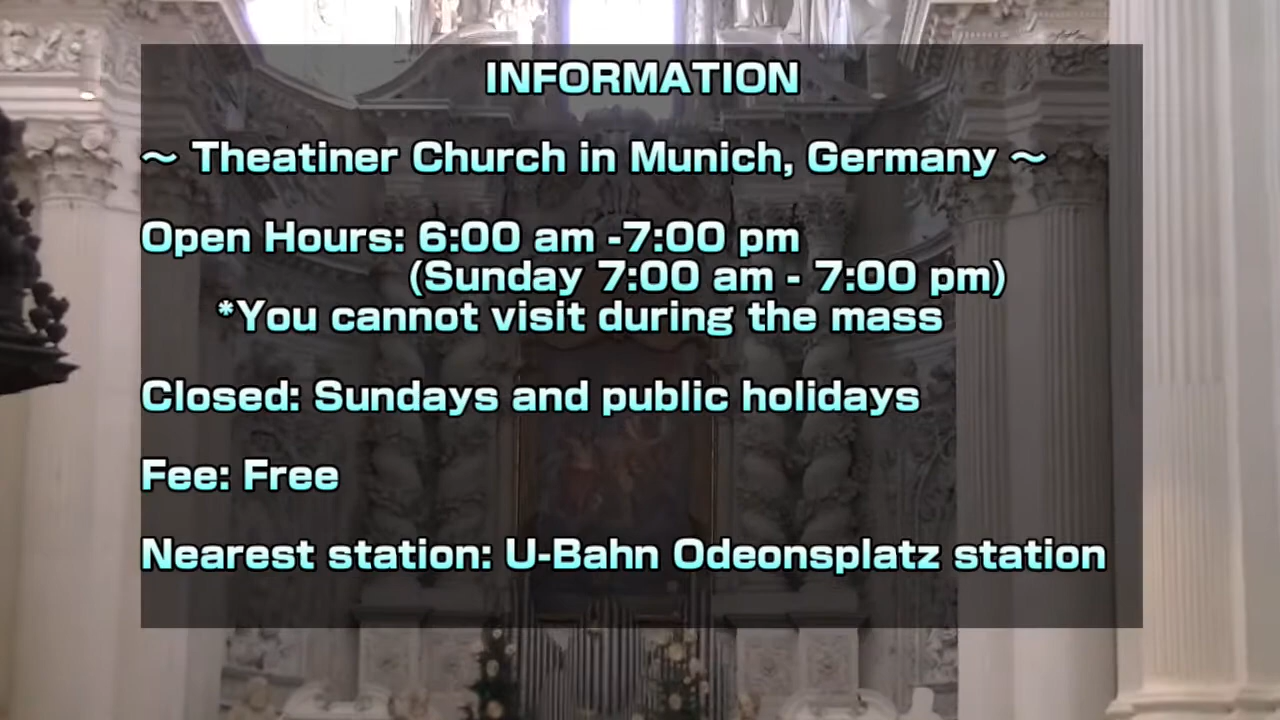 INFORMATION
～ Theatiner Church in Munich, Germany ～
Open Hours: 6:00 am -7:00 pm
(Sunday 7:00 am - 7:00 pm)
*You cannot visit during the mass
Closed: Sundays and public holidays
Fee: Free
Nearest station: U-Bahn Odeonsplatz station